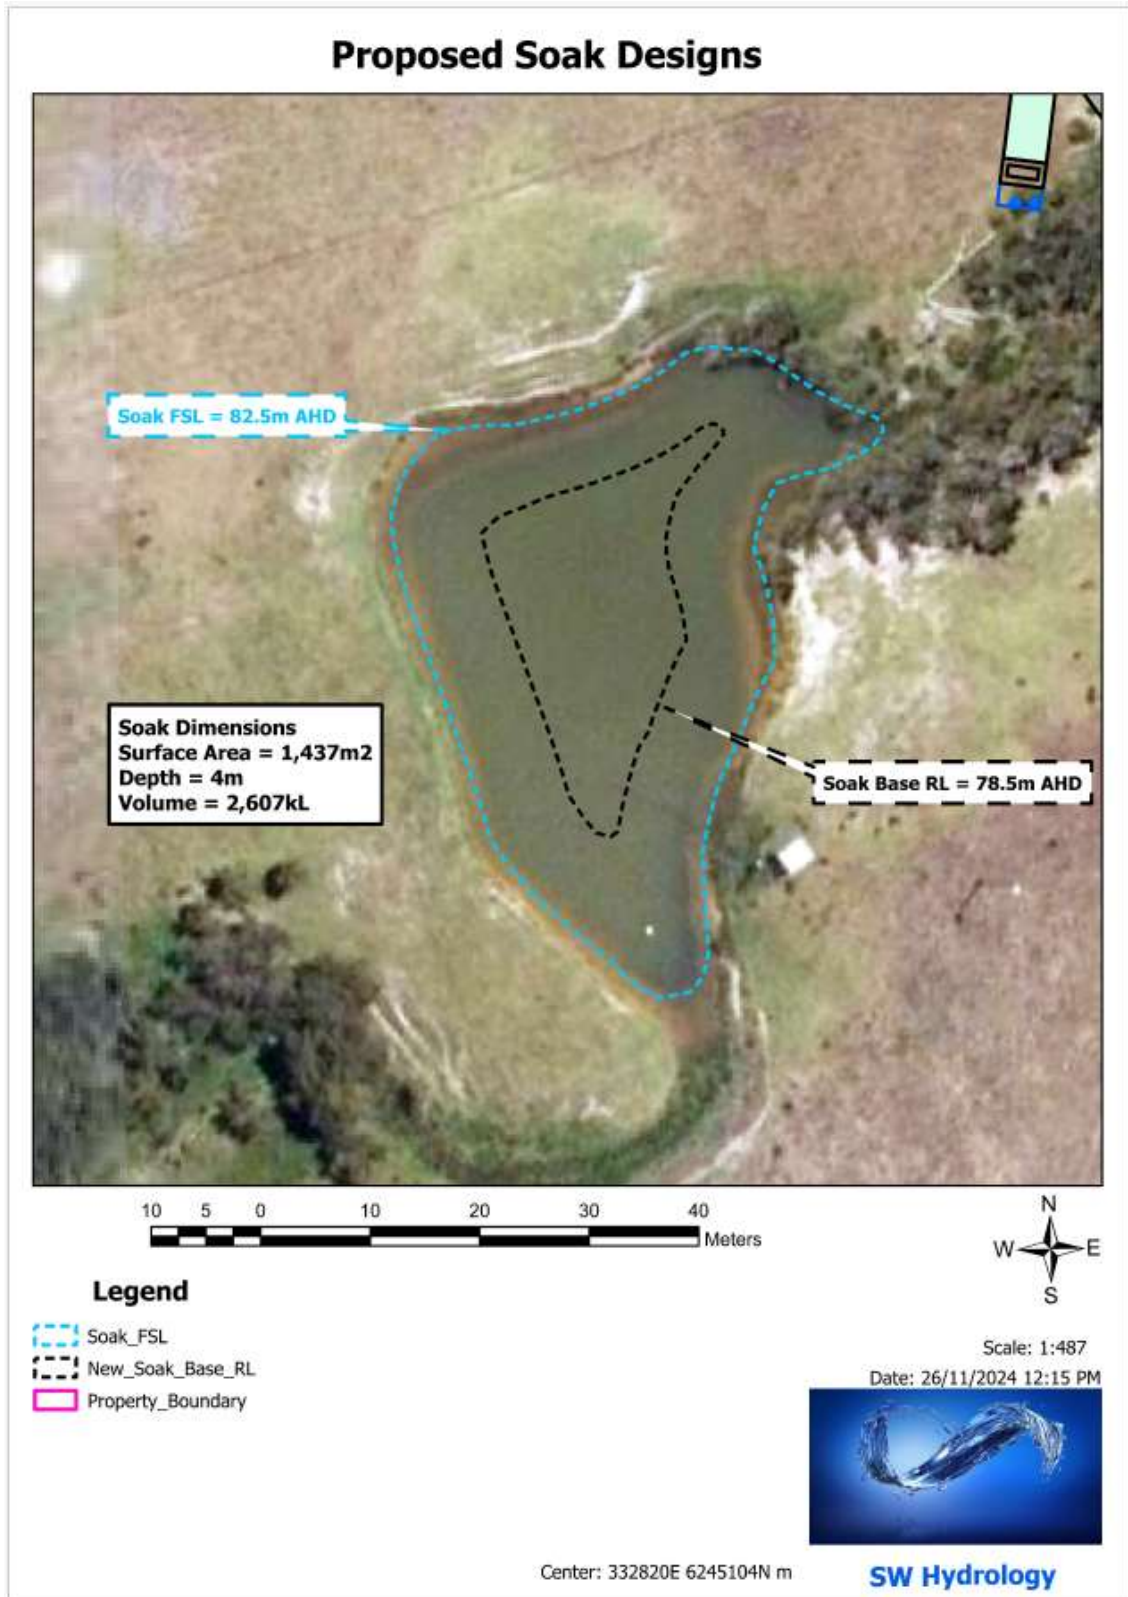 Proposed Soak Designs
Soak FSL = 82.5m AHD
Soak Dimensions
Surface Area = 1,437m2
Depth = 4m
Volume = 2,607kL
Soak Base RL = 78.5m AHD
10 5 0 10 20 30 40
Meters
N
W E
S
Legend
Soak_FSL
New_Soak_Base_RL
Property_Boundary
Scale: 1:487
Date: 26/11/2024 12:15 PM
Center: 332820E 6245104N m
SW Hydrology